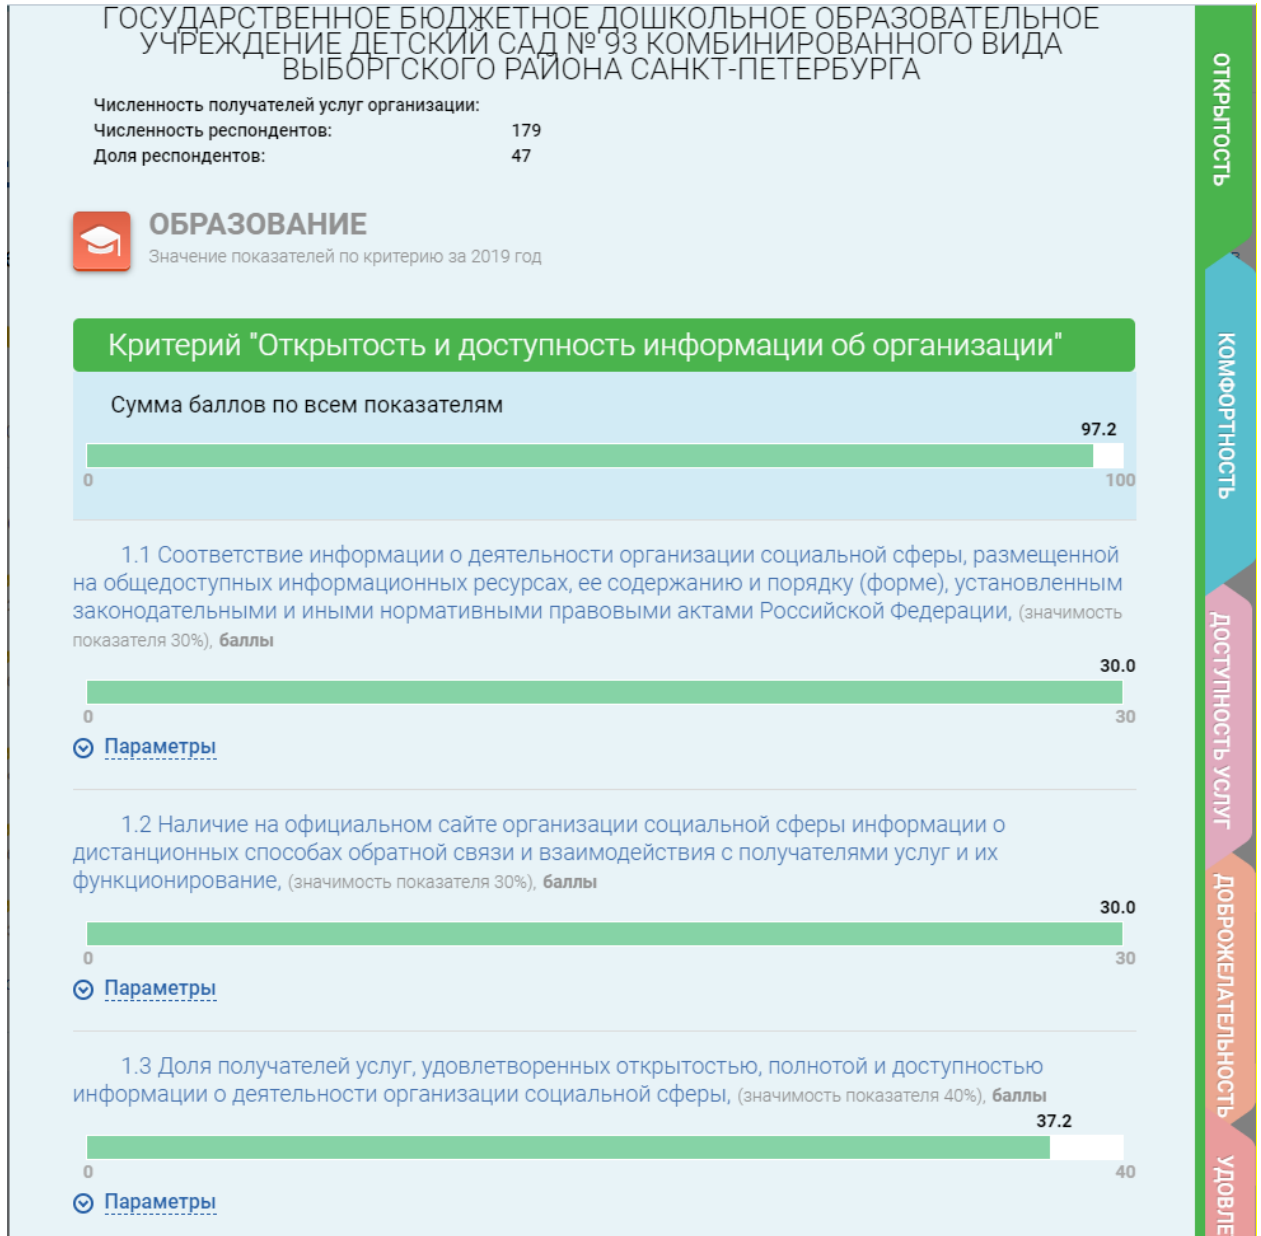 ГОСУДАРСТВЕННОЕ БЮДЖЕТНОЕ ДОШКОЛЬНОЕ ОБРАЗОВАТЕЛЬНОЕ
УЧРЕЖДЕНИЕ ДЕТСКИЙ САД № 93 КОМБИНИРОВАННОГО ВИДА
ВЫБОРГСКОГО РАЙОНА САНКТ-ПЕТЕРБУРГА
Численность получателей услуг организации:
Численность респондентов: 179
Доля респондентов: 47
ОБРАЗОВАНИЕ
Значение показателей по критерию за 2019 год
Критерий "Открытость и доступность информации об организации"
Сумма баллов по всем показателям
97.2
0 100
1.1 Соответствие информации о деятельности организации социальной сферы, размещенной
на общедоступных информационных ресурсах, ее содержанию и порядку (форме), установленным
законодательными и иными нормативными правовыми актами Российской Федерации, (значимость
показателя 30%), баллы
30.0
0 30
Параметры
1.2 Наличие на официальном сайте организации социальной сферы информации о
дистанционных способах обратной связи и взаимодействия с получателями услуг и их
функционирование, (значимость показателя 30%), баллы
30.0
0 30
Параметры
1.3 Доля получателей услуг, удовлетворенных открытостью, полнотой и доступностью
информации о деятельности организации социальной сферы, (значимость показателя 40%), баллы
37.2
0 40
Параметры
ОТКРЫТОСТЬ
КОМФОРТНОСТЬ
ДОСТУПНОСТЬ УСЛУГ
ДОБРОЖЕЛАТЕЛЬНОСТЬ
УДОВЛЕ